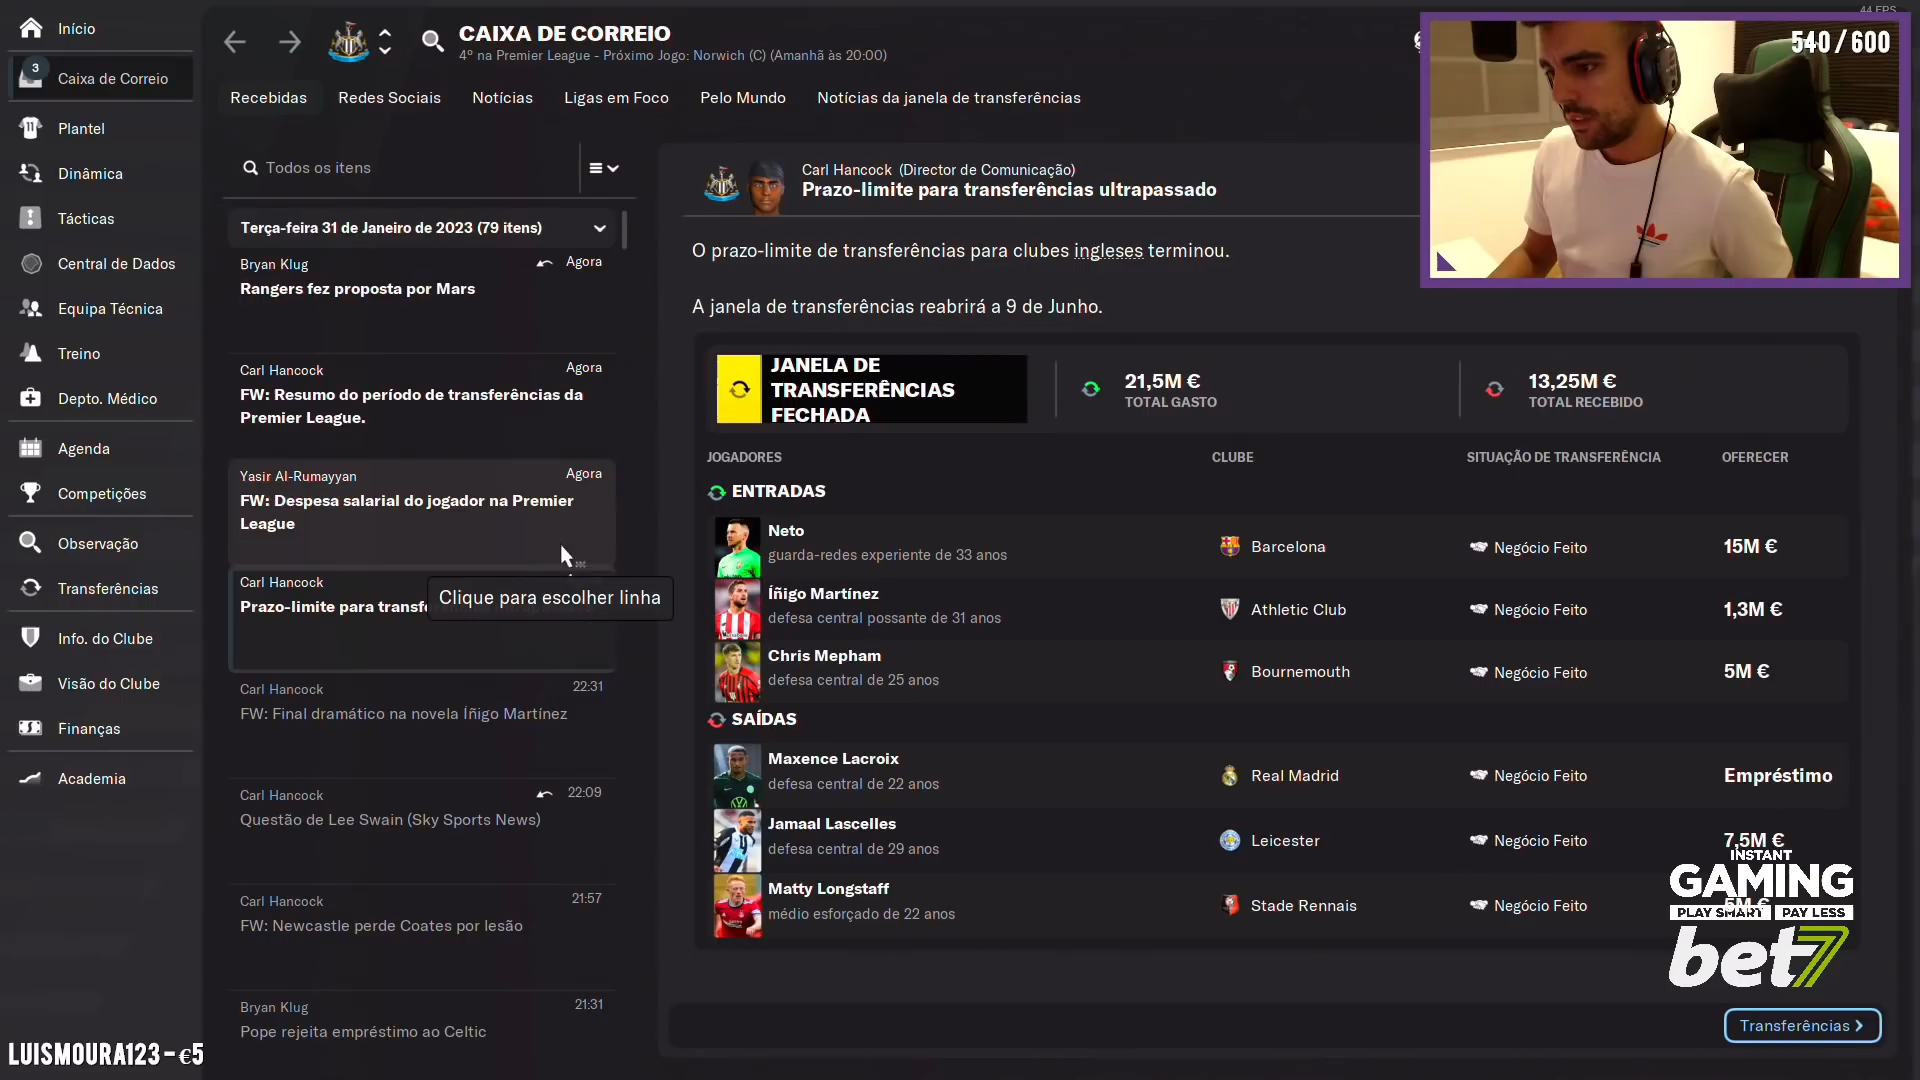 44 FPS
Início
3
Caixa de Correio
Plantel
Dinâmica
Tácticas
Central de Dados
Equipa Técnica
Treino
Depto. Médico
Agenda
Competições
Observação
Transferências
Info. do Clube
Visão do Clube
Finanças
Academia
LUISMOURA123 - €5
CAIXA DE CORREIO
4º na Premier League - Próximo Jogo: Norwich (C) (Amanhã às 20:00)
Recebidas
Redes Sociais
Notícias
Ligas em Foco
Pelo Mundo
Notícias da janela de transferências
Todos os itens
Terça-feira 31 de Janeiro de 2023 (79 itens)
Bryan Klug
Agora
Rangers fez proposta por Mars
Carl Hancock
Agora
FW: Resumo do período de transferências da
Premier League.
Yasir Al-Rumayyan
Agora
FW: Despesa salarial do jogador na Premier
League
Carl Hancock
Prazo-limite para transfe
Clique para escolher linha
Carl Hancock
22:31
FW: Final dramático na novela Íñigo Martínez
Carl Hancock
22:09
Questão de Lee Swain (Sky Sports News)
Carl Hancock
21:57
FW: Newcastle perde Coates por lesão
Bryan Klug
21:31
Pope rejeita empréstimo ao Celtic
540 / 600
Carl Hancock (Director de Comunicação)
Prazo-limite para transferências ultrapassado
O prazo-limite de transferências para clubes ingleses terminou.
A janela de transferências reabrirá a 9 de Junho.
JANELA DE
TRANSFERÊNCIAS
FECHADA
21,5M €
TOTAL GASTO
13,25M €
TOTAL RECEBIDO
JOGADORES
CLUBE
SITUAÇÃO DE TRANSFERÊNCIA
OFERECER
ENTRADAS
Neto
guarda-redes experiente de 33 anos
Barcelona
Negócio Feito
15M €
Íñigo Martínez
defesa central possante de 31 anos
Athletic Club
Negócio Feito
1,3M €
Chris Mepham
defesa central de 25 anos
Bournemouth
Negócio Feito
5M €
SAÍDAS
Maxence Lacroix
defesa central de 22 anos
Real Madrid
Negócio Feito
Empréstimo
Jamaal Lascelles
defesa central de 29 anos
Leicester
Negócio Feito
7,5M €
Matty Longstaff
médio esforçado de 22 anos
Stade Rennais
Negócio Feito
5M €
INSTANT
GAMING
PLAY SMART PAY LESS
bet7
Transferências